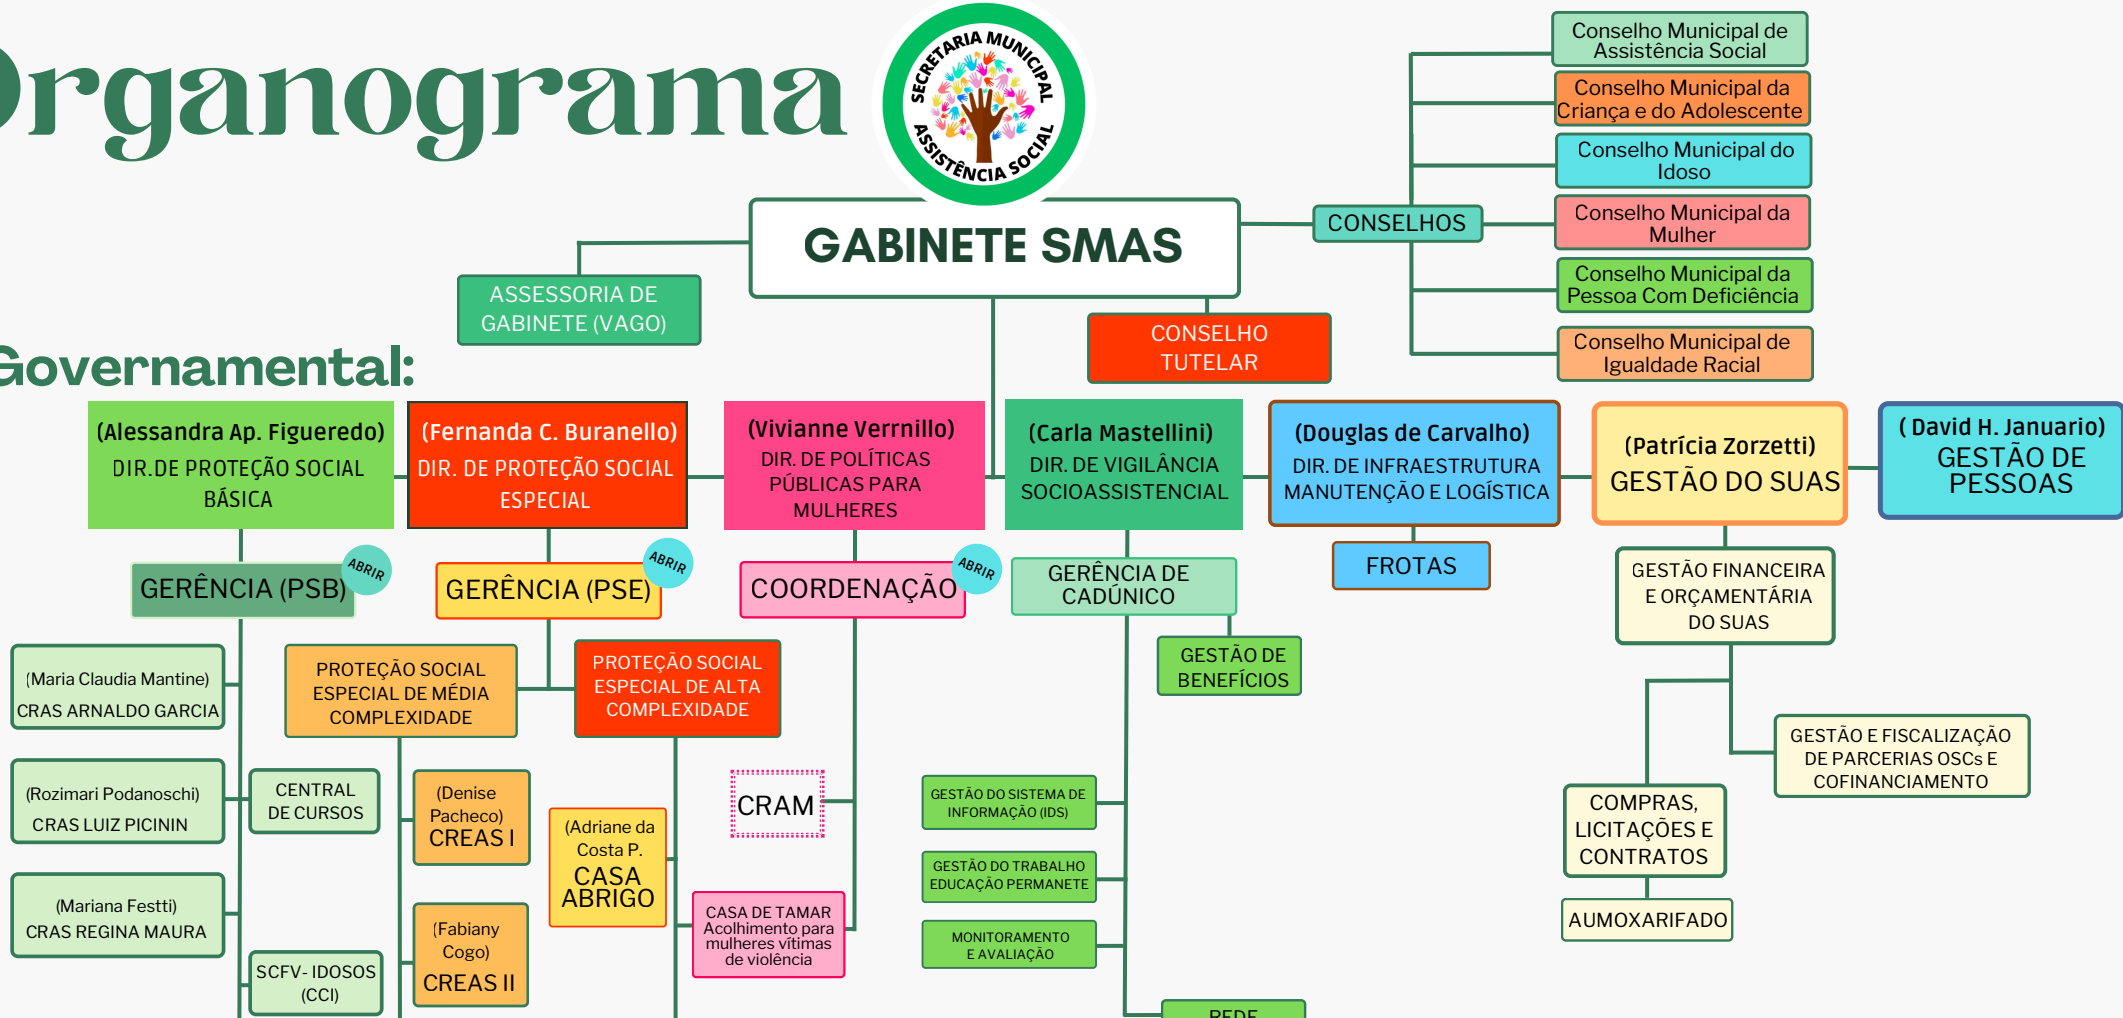 Organograma
SECRETARIA MUNICIPAL
ASSISTÊNCIA SOCIAL
Conselho Municipal de
Assistência Social
Conselho Municipal da
Criança e do Adolescente
Conselho Municipal do
Idoso
CONSELHOS
Conselho Municipal da
Mulher
Conselho Municipal da
Pessoa Com Deficiência
Conselho Municipal de
Igualdade Racial
GABINETE SMAS
ASSESSORIA DE
GABINETE (VAGO)
CONSELHO
TUTELAR
Governamental:
(Alessandra Ap. Figueredo)
DIR.DE PROTEÇÃO SOCIAL
BÁSICA
(Fernanda C. Buranello)
DIR. DE PROTEÇÃO SOCIAL
ESPECIAL
(Vivianne Verrnillo)
DIR. DE POLÍTICAS
PÚBLICAS PARA
MULHERES
(Carla Mastellini)
DIR. DE VIGILÂNCIA
SOCIOASSISTENCIAL
(Douglas de Carvalho)
DIR. DE INFRAESTRUTURA
MANUTENÇÃO E LOGÍSTICA
(Patrícia Zorzetti)
GESTÃO DO SUAS
( David H. Januario)
GESTÃO DE
PESSOAS
GERÊNCIA (PSB)
ABRIR
GERÊNCIA (PSE)
ABRIR
COORDENAÇÃO
ABRIR
GERÊNCIA DE
CADÚNICO
FROTAS
GESTÃO FINANCEIRA
E ORÇAMENTÁRIA
DO SUAS
(Maria Claudia Mantine)
CRAS ARNALDO GARCIA
PROTEÇÃO SOCIAL
ESPECIAL DE MÉDIA
COMPLEXIDADE
PROTEÇÃO SOCIAL
ESPECIAL DE ALTA
COMPLEXIDADE
GESTÃO DE
BENEFÍCIOS
GESTÃO E FISCALIZAÇÃO
DE PARCERIAS OSCs E
COFINANCIAMENTO
(Rozimari Podanoschi)
CRAS LUIZ PICININ
CENTRAL
DE CURSOS
(Denise
Pacheco)
CREAS I
(Adriane da
Costa P.
CASA
ABRIGO
CRAM
GESTÃO DO SISTEMA DE
INFORMAÇÃO (IDS)
COMPRAS,
LICITAÇÕES E
CONTRATOS
(Mariana Festti)
CRAS REGINA MAURA
(Fabiany
Cogo)
CREAS II
CASA DE TAMAR
Acolhimento para
mulheres vítimas
de violência
GESTÃO DO TRABALHO
EDUCAÇÃO PERMANETE
AUMOXARIFADO
MONITORAMENTO
E AVALIAÇÃO
SCFV- IDOSOS
(CCI)
REDE